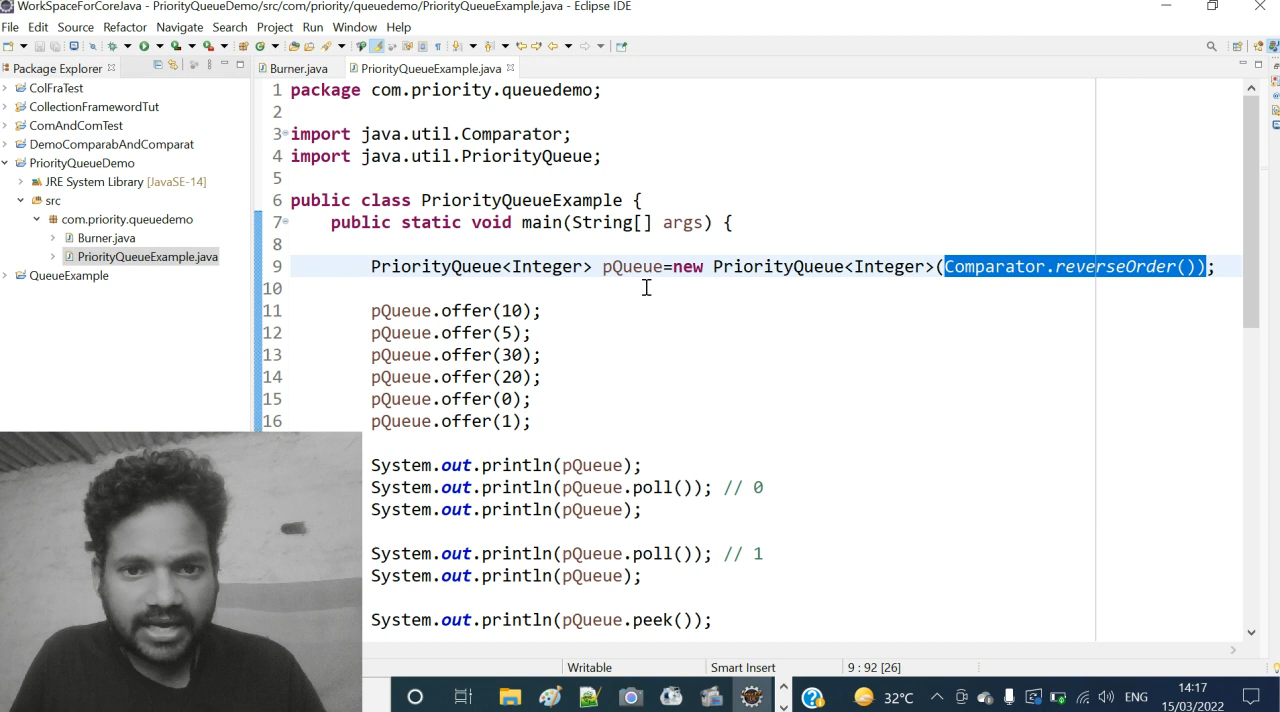 WorkSpaceForCoreJava - PriorityQueueDemo/src/com/priority/queuedemo/PriorityQueueExample.java - Eclipse IDE
File Edit Source Refactor Navigate Search Project Run Window Help
Package Explorer
Burner.java
PriorityQueueExample.java
ColFraTest
CollectionFramewordTut
ComAndComTest
DemoComparabAndComparat
PriorityQueueDemo
JRE System Library [JavaSE-14]
src
com.priority.queuedemo
Burner.java
PriorityQueueExample.java
QueueExample
1 package com.priority.queuedemo;
2
3 import java.util.Comparator;
4 import java.util.PriorityQueue;
5
6 public class PriorityQueueExample {
7 public static void main(String[] args) {
8
9 PriorityQueue<Integer> pQueue=new PriorityQueue<Integer>(Comparator.reverseOrder());
10
11 pQueue.offer(10);
12 pQueue.offer(5);
13 pQueue.offer(30);
14 pQueue.offer(20);
15 pQueue.offer(0);
16 pQueue.offer(1);
System.out.println(pQueue);
System.out.println(pQueue.poll()); // 0
System.out.println(pQueue);
System.out.println(pQueue.poll()); // 1
System.out.println(pQueue);
System.out.println(pQueue.peek());
Writable Smart Insert 9 : 92 [26]
32°C ENG 14:17
15/03/2022